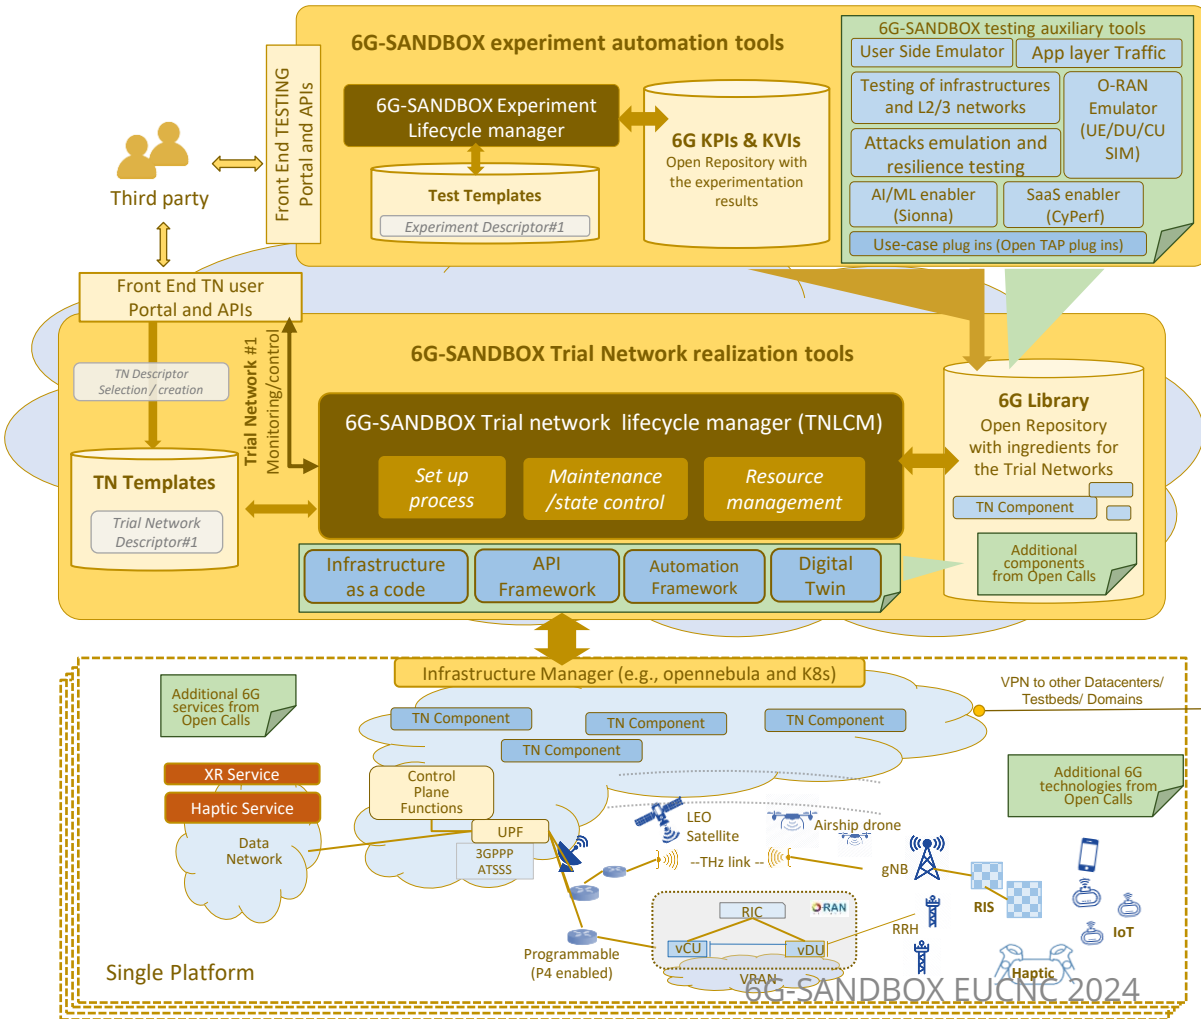 6G-SANDBOX experiment automation tools
6G-SANDBOX testing auxiliary tools
User Side Emulator
App layer Traffic
Testing of infrastructures
and L2/3 networks
O-RAN
Emulator
(UE/DU/CU
SIM)
Attacks emulation and
resilience testing
AI/ML enabler
(Sionna)
SaaS enabler
(CyPerf)
Use-case plug ins (Open TAP plug ins)
Front End TESTING
Portal and APIs
6G-SANDBOX Experiment
Lifecycle manager
6G KPIs & KVIs
Open Repository with
the experimentation
results
Test Templates
Experiment Descriptor#1
Third party
Front End TN user
Portal and APIs
TN Descriptor
Selection / creation
Trial Network #1
Monitoring/control
6G-SANDBOX Trial Network realization tools
6G-SANDBOX Trial network lifecycle manager (TNLCM)
Set up
process
Maintenance
/state control
Resource
management
TN Templates
Trial Network
Descriptor#1
6G Library
Open Repository
with ingredients for
the Trial Networks
TN Component
Additional
components
from Open Calls
Infrastructure
as a code
API
Framework
Automation
Framework
Digital
Twin
Infrastructure Manager (e.g., opennebula and K8s)
VPN to other Datacenters/
Testbeds/ Domains
Additional 6G
services from
Open Calls
TN Component
TN Component
TN Component
TN Component
Additional 6G
technologies from
Open Calls
XR Service
Haptic Service
Data
Network
Control
Plane
Functions
UPF
3GPPP
ATSSS
LEO
Satellite
Airship drone
--THz link --
gNB
RIS
IoT
RIC
O-RAN
vCU
vDU
VRAN
RRH
Programmable
(P4 enabled)
Haptic
Single Platform
6G-SANDBOX EUCNC 2024